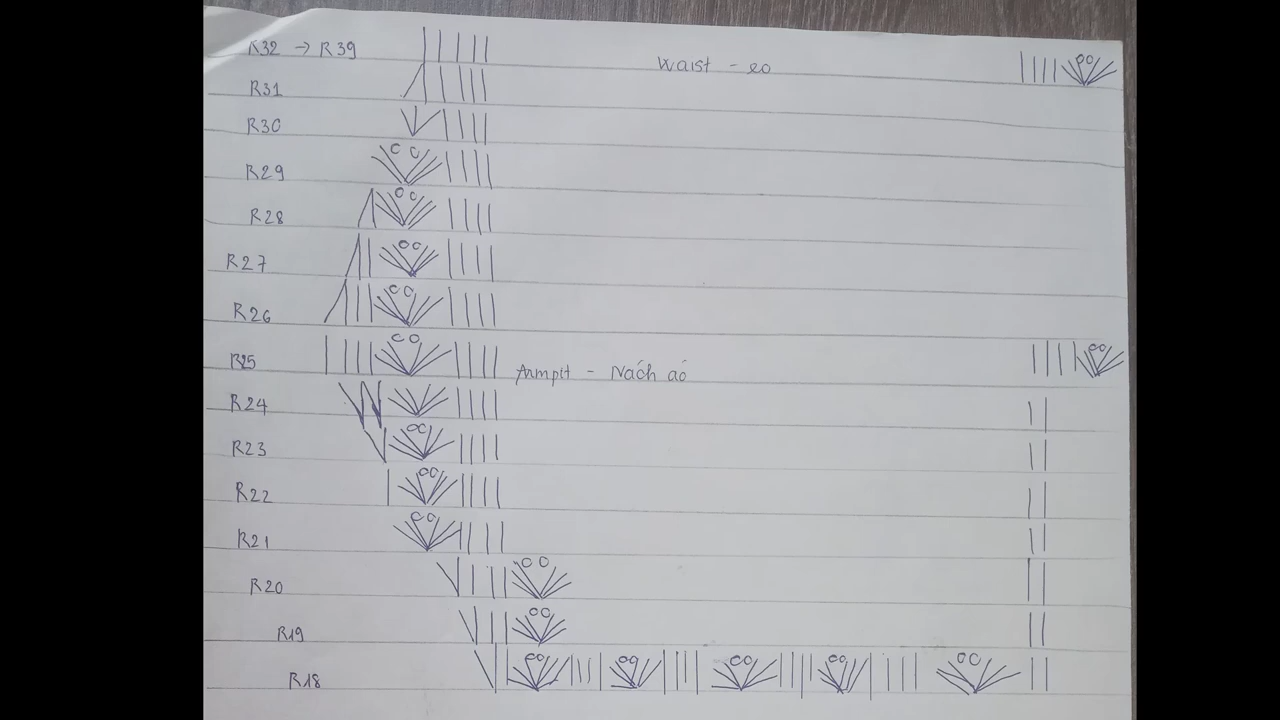 R32 → R39 Waist - eo
R31
R30
R29
R28
R27
R26
R25 Armpit - Nách áo
R24
R23
R22
R21
R20
R19
R18